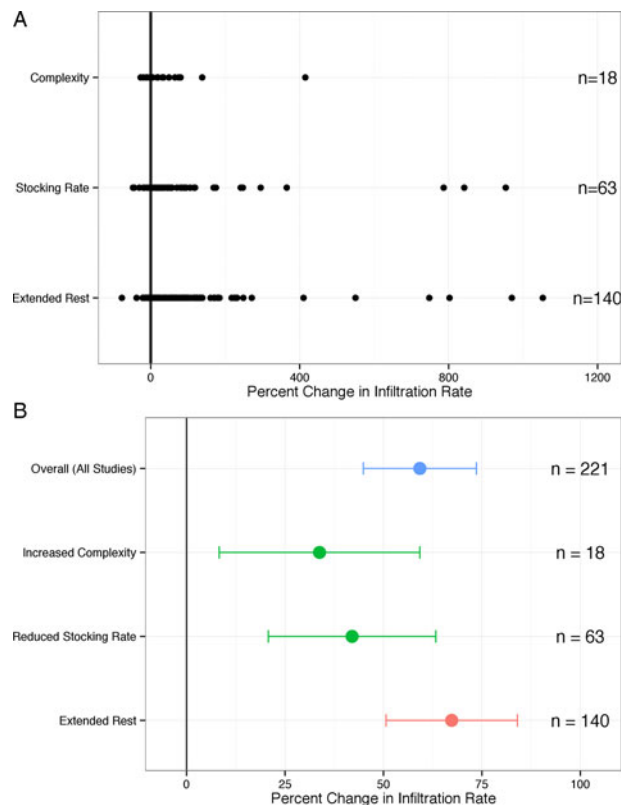 A
Complexity
n=18
Stocking Rate
n=63
Extended Rest
n=140
0 400 800 1200
Percent Change in Infiltration Rate
B
Overall (All Studies)
n = 221
Increased Complexity
n = 18
Reduced Stocking Rate
n = 63
Extended Rest
n = 140
0 25 50 75 100
Percent Change in Infiltration Rate